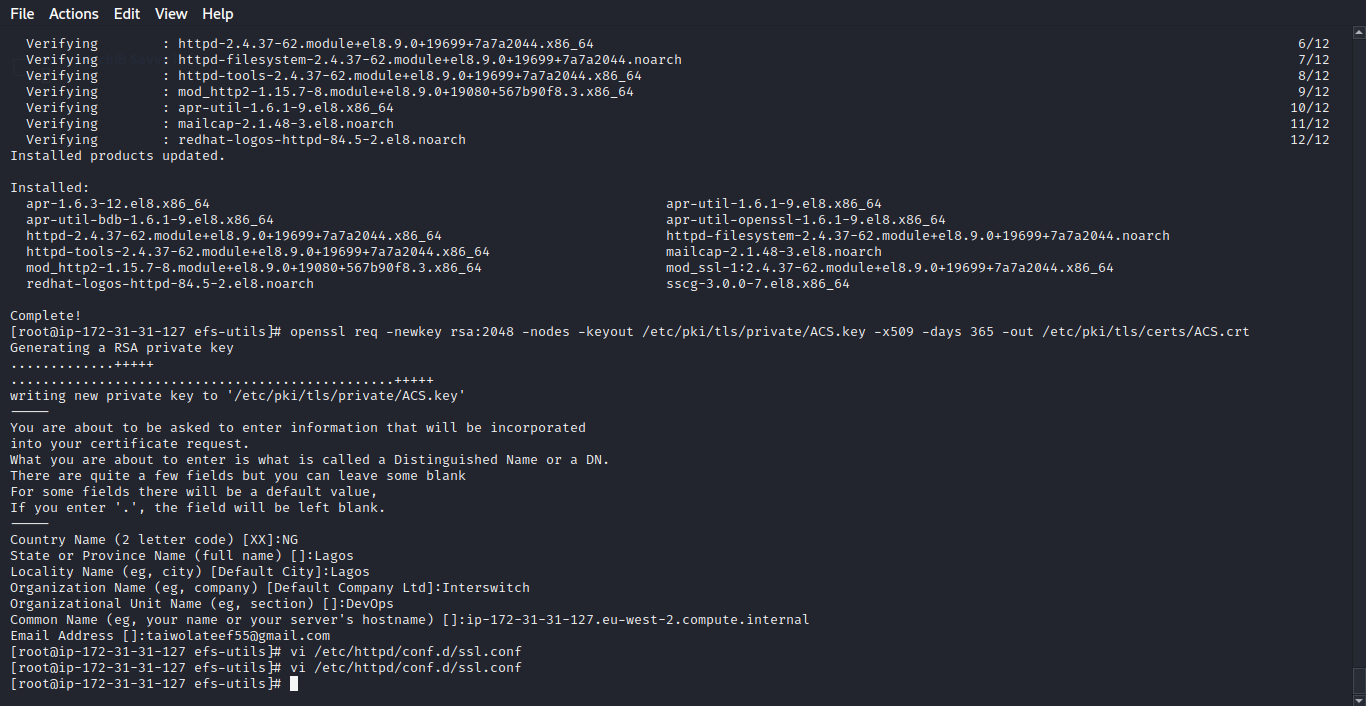 File Actions Edit View Help
Verifying : httpd-2.4.37-62.module+el8.9.0+19699+7a7a2044.x86_64 6/12
Verifying : httpd-filesystem-2.4.37-62.module+el8.9.0+19699+7a7a2044.noarch 7/12
Verifying : httpd-tools-2.4.37-62.module+el8.9.0+19699+7a7a2044.x86_64 8/12
Verifying : mod_http2-1.15.7-8.module+el8.9.0+19080+567b90f8.3.x86_64 9/12
Verifying : apr-util-1.6.1-9.el8.x86_64 10/12
Verifying : mailcap-2.1.48-3.el8.noarch 11/12
Verifying : redhat-logos-httpd-84.5-2.el8.noarch 12/12
Installed products updated.
Installed:
apr-1.6.3-12.el8.x86_64 apr-util-1.6.1-9.el8.x86_64
apr-util-bdb-1.6.1-9.el8.x86_64 apr-util-openssl-1.6.1-9.el8.x86_64
httpd-2.4.37-62.module+el8.9.0+19699+7a7a2044.x86_64 httpd-filesystem-2.4.37-62.module+el8.9.0+19699+7a7a2044.noarch
httpd-tools-2.4.37-62.module+el8.9.0+19699+7a7a2044.x86_64 mailcap-2.1.48-3.el8.noarch
mod_http2-1.15.7-8.module+el8.9.0+19080+567b90f8.3.x86_64 mod_ssl-1:2.4.37-62.module+el8.9.0+19699+7a7a2044.x86_64
redhat-logos-httpd-84.5-2.el8.noarch sscg-3.0.0-7.el8.x86_64
Complete!
[root@ip-172-31-31-127 efs-utils]# openssl req -newkey rsa:2048 -nodes -keyout /etc/pki/tls/private/ACS.key -x509 -days 365 -out /etc/pki/tls/certs/ACS.crt
Generating a RSA private key
.............+++++
................................................+++++
writing new private key to '/etc/pki/tls/private/ACS.key'
-----
You are about to be asked to enter information that will be incorporated
into your certificate request.
What you are about to enter is what is called a Distinguished Name or a DN.
There are quite a few fields but you can leave some blank
For some fields there will be a default value,
If you enter '.', the field will be left blank.
-----
Country Name (2 letter code) [XX]:NG
State or Province Name (full name) []:Lagos
Locality Name (eg, city) [Default City]:Lagos
Organization Name (eg, company) [Default Company Ltd]:Interswitch
Organizational Unit Name (eg, section) []:DevOps
Common Name (eg, your name or your server's hostname) []:ip-172-31-31-127.eu-west-2.compute.internal
Email Address []:taiwolateef55@gmail.com
[root@ip-172-31-31-127 efs-utils]# vi /etc/httpd/conf.d/ssl.conf
[root@ip-172-31-31-127 efs-utils]# vi /etc/httpd/conf.d/ssl.conf
[root@ip-172-31-31-127 efs-utils]#